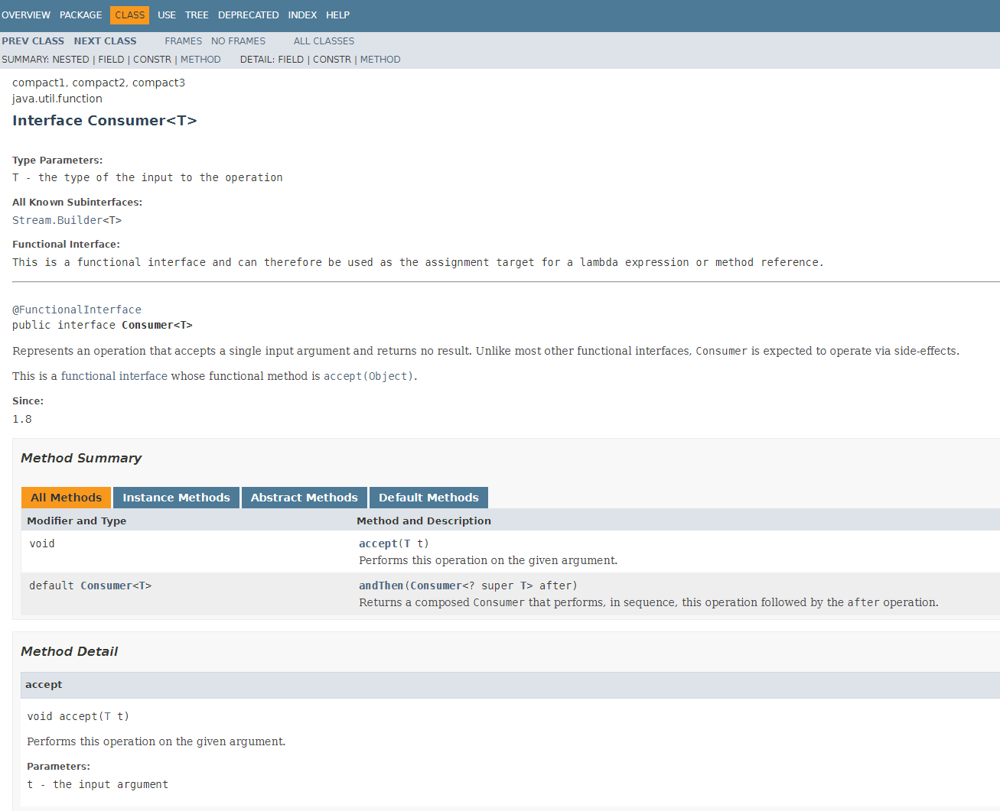 OVERVIEW PACKAGE CLASS USE TREE DEPRECATED INDEX HELP
PREV CLASS NEXT CLASS FRAMES NO FRAMES ALL CLASSES
SUMMARY: NESTED | FIELD | CONSTR | METHOD DETAIL: FIELD | CONSTR | METHOD
compact1, compact2, compact3
java.util.function
Interface Consumer<T>
Type Parameters:
T - the type of the input to the operation
All Known Subinterfaces:
Stream.Builder<T>
Functional Interface:
This is a functional interface and can therefore be used as the assignment target for a lambda expression or method reference.
@FunctionalInterface
public interface Consumer<T>
Represents an operation that accepts a single input argument and returns no result. Unlike most other functional interfaces, Consumer is expected to operate via side-effects.
This is a functional interface whose functional method is accept(Object).
Since:
1.8
Method Summary
All Methods Instance Methods Abstract Methods Default Methods
Modifier and Type Method and Description
void accept(T t)
Performs this operation on the given argument.
default Consumer<T> andThen(Consumer<? super T> after)
Returns a composed Consumer that performs, in sequence, this operation followed by the after operation.
Method Detail
accept
void accept(T t)
Performs this operation on the given argument.
Parameters:
t - the input argument